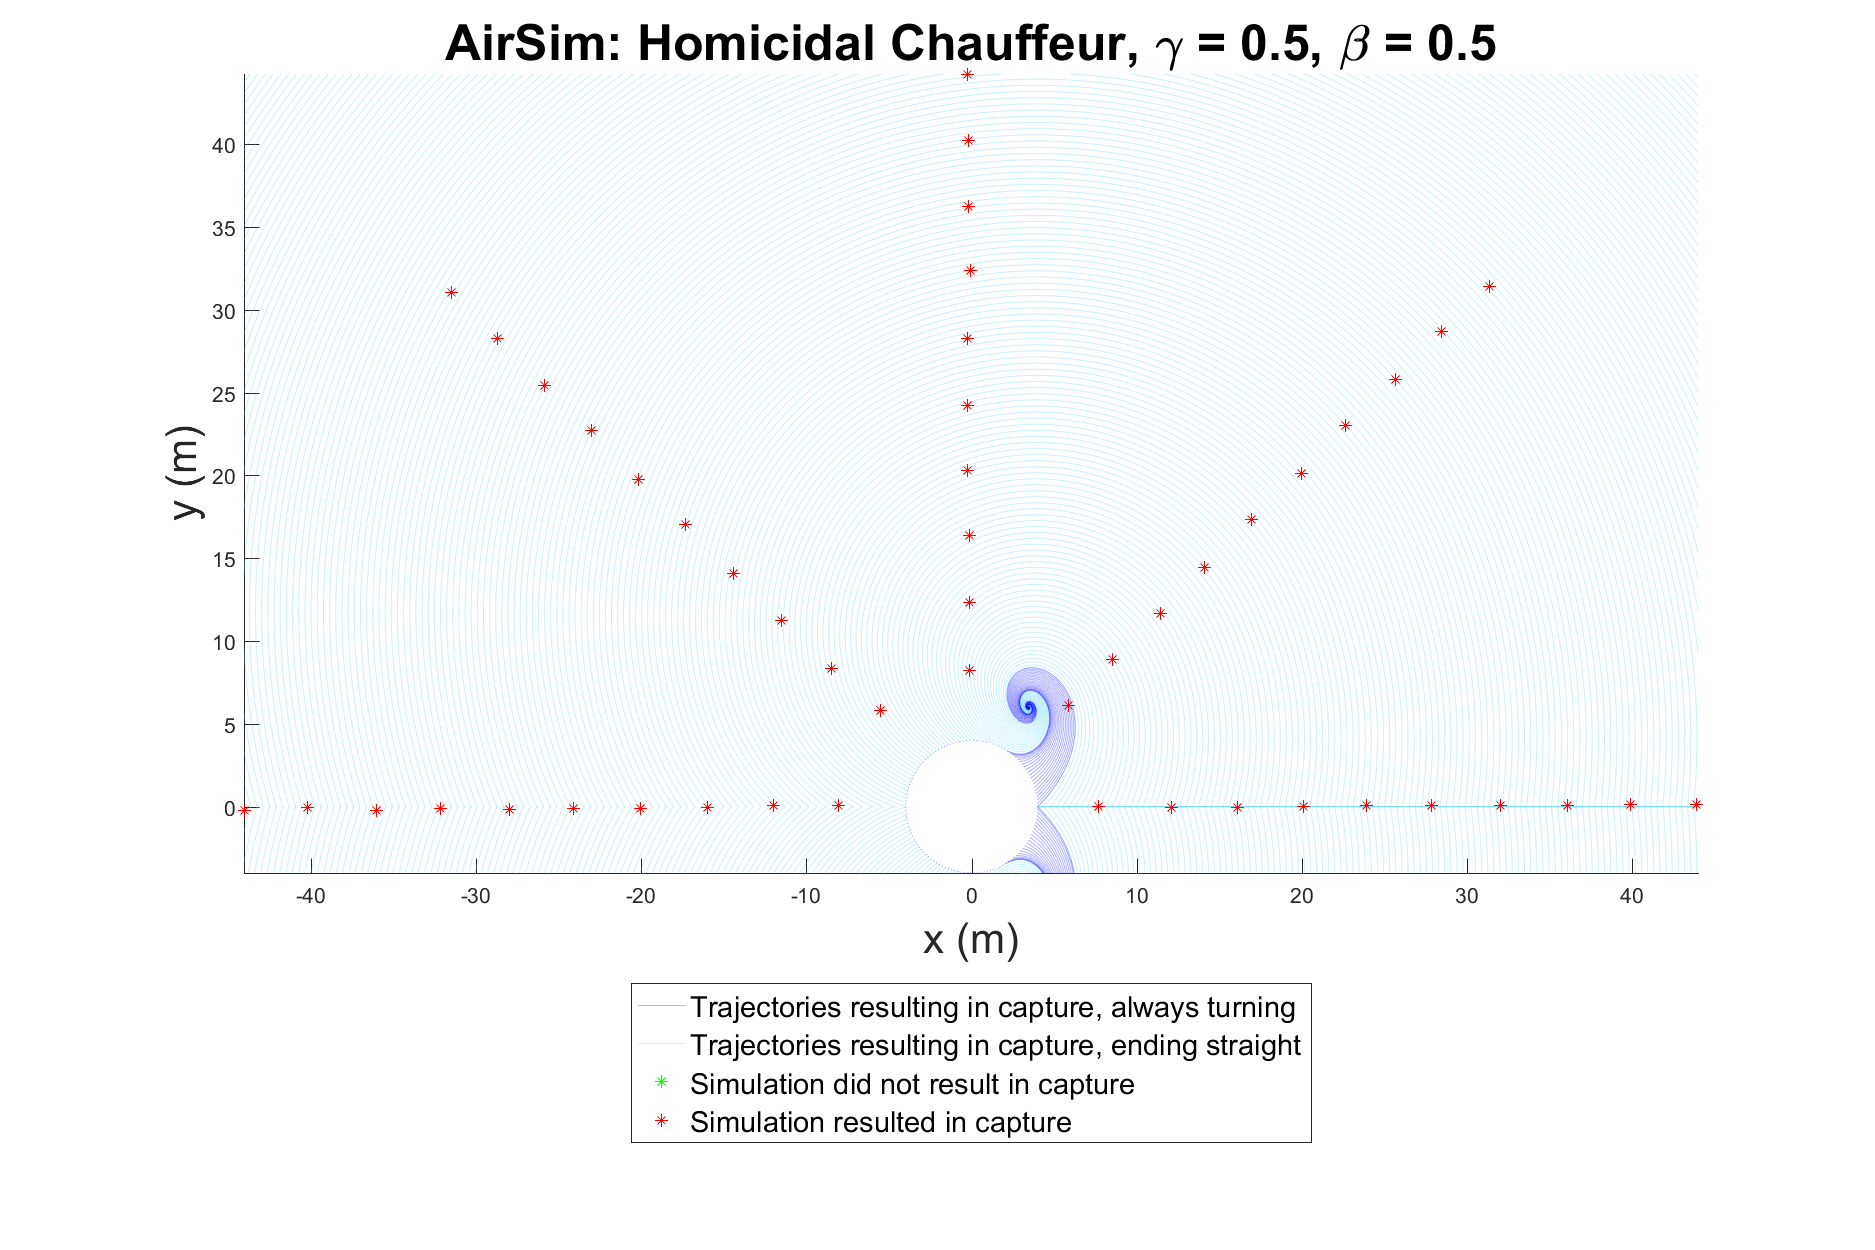 AirSim: Homicidal Chauffeur, γ = 0.5, β = 0.5
40
35
30
25
20
15
10
5
0
y (m)
-40 -30 -20 -10 0 10 20 30 40
x (m)
Trajectories resulting in capture, always turning
Trajectories resulting in capture, ending straight
Simulation did not result in capture
Simulation resulted in capture